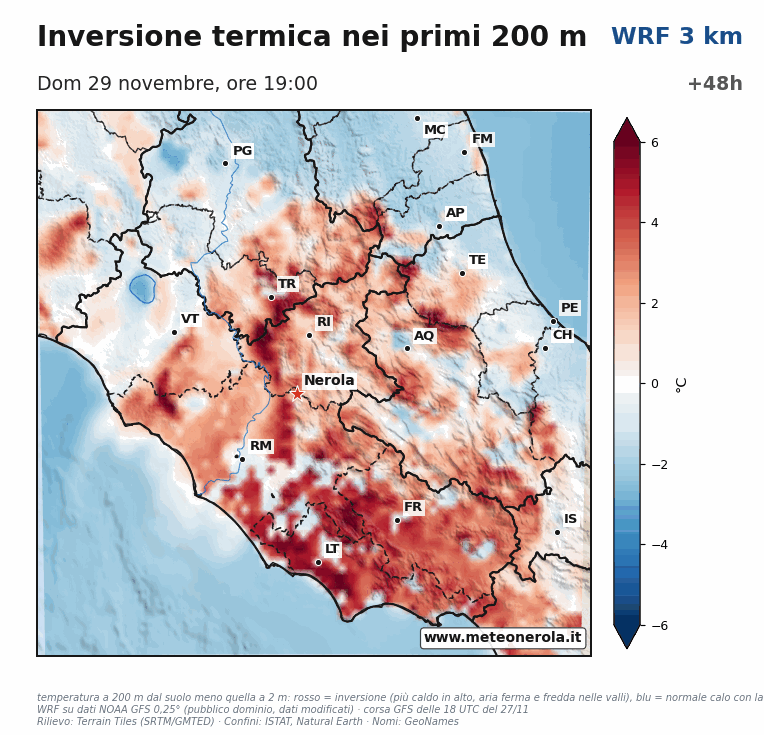 Inversione termica nei primi 200 m WRF 3 km
Dom 29 novembre, ore 19:00 +48h
MC
FM
PG
AP
TE
TR
PE
VT
RI
AQ
CH
Nerola
RM
FR
IS
LT
www.meteonerola.it
6
4
2
0
−2
−4
−6
°C
temperatura a 200 m dal suolo meno quella a 2 m: rosso = inversione (più caldo in alto, aria ferma e fredda nelle valli), blu = normale calo con la
WRF su dati NOAA GFS 0,25° (pubblico dominio, dati modificati) · corsa GFS delle 18 UTC del 27/11
Rilievo: Terrain Tiles (SRTM/GMTED) · Confini: ISTAT, Natural Earth · Nomi: GeoNames